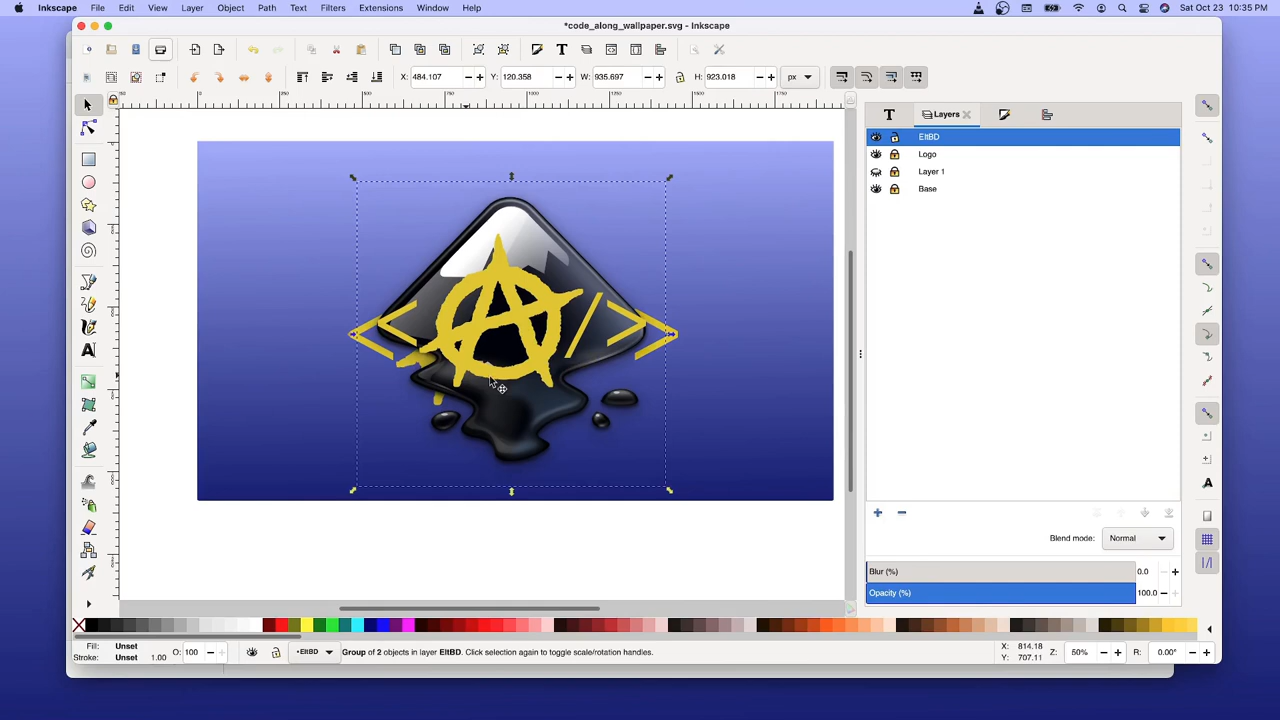 Inkscape File Edit View Layer Object Path Text Filters Extensions Window Help Sat Oct 23 10:35 PM
*code_along_wallpaper.svg - Inkscape
X: 484.107 Y: 120.358 W: 935.697 H: 923.018 px
Layers
EltBD
Logo
Layer 1
Base
</>
Blend mode: Normal
Blur (%) 0.0
Opacity (%) 100.0
Fill: Unset
Stroke: Unset 1.00
O: 100
•EltBD
Group of 2 objects in layer EltBD. Click selection again to toggle scale/rotation handles.
X: 814.18
Y: 707.11
Z: 50%
R: 0.00°